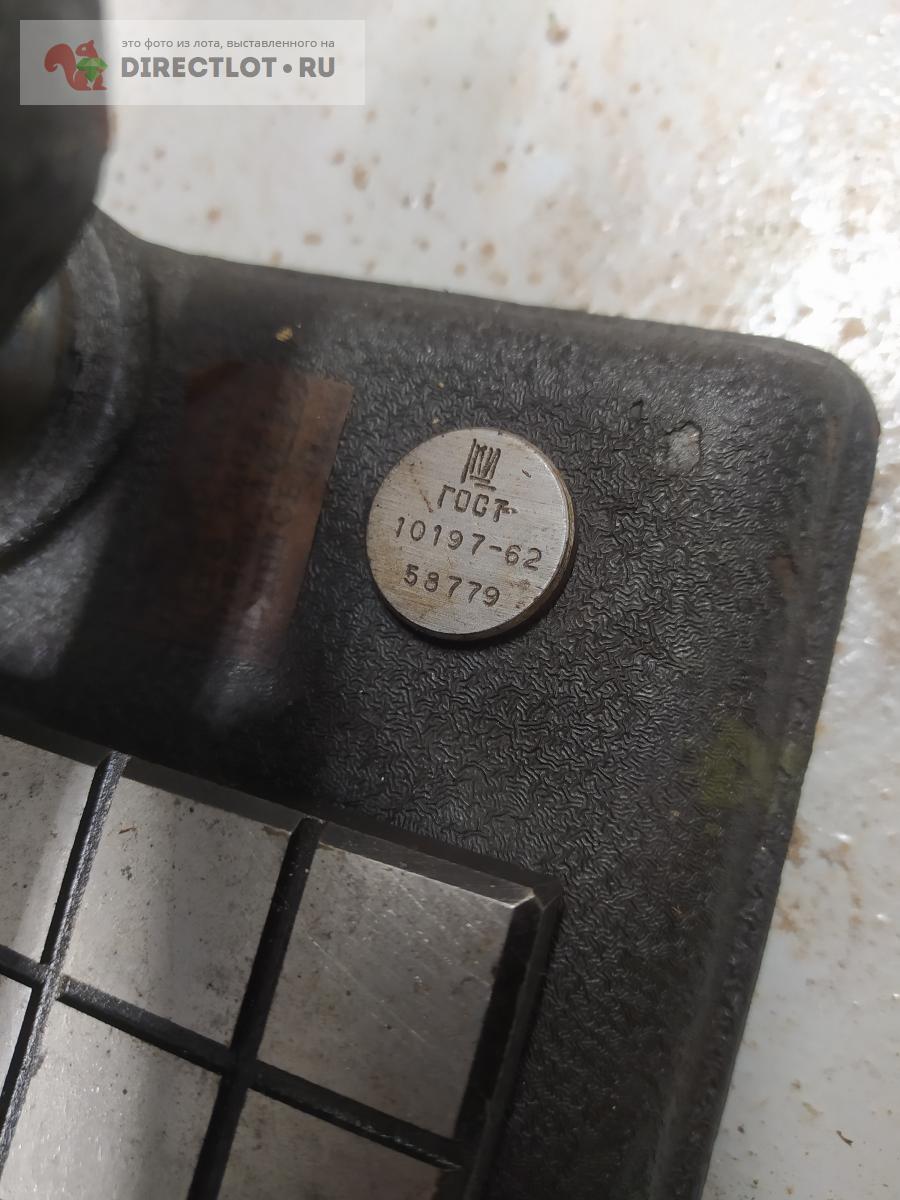 это фото из лота, выставленного на
DIRECTLOT•RU
ГОСТ
10197-62
58779